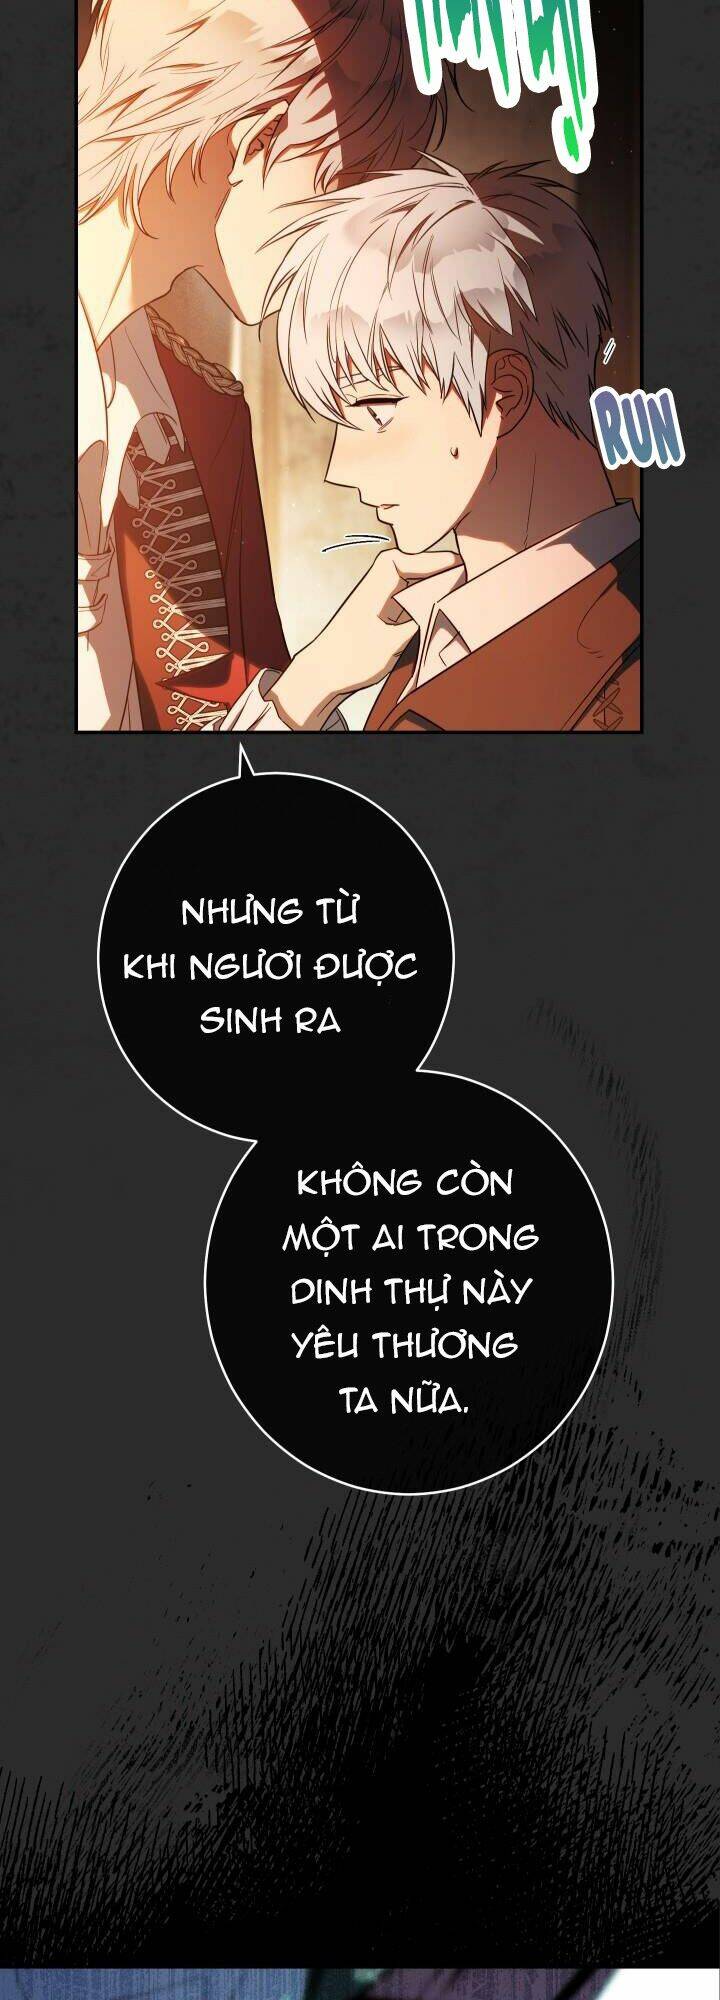 RUN
NHƯNG TỪ
KHI NGƯƠI ĐƯỢC
SINH RA
KHÔNG CÒN
MỘT AI TRONG
DINH THỰ NÀY
YÊU THƯƠNG
TA NỮA.